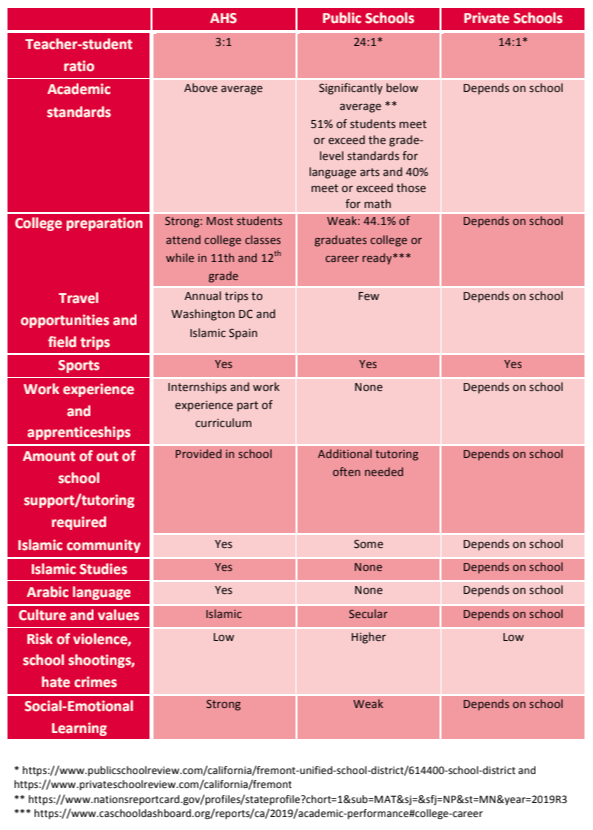 AHS Public Schools Private Schools
Teacher-student 3:1 24:1* 14:1*
ratio
Academic Above average Significantly below Depends on school
standards average **
51% of students meet
or exceed the grade-
level standards for
language arts and 40%
meet or exceed those
for math
College preparation Strong: Most students Weak: 44.1% of Depends on school
attend college classes graduates college or
while in 11th and 12th career ready***
grade
Travel Annual trips to Few Depends on school
opportunities and Washington DC and
field trips Islamic Spain
Sports Yes Yes Yes
Work experience Internships and work None Depends on school
and experience part of
apprenticeships curriculum
Amount of out of Provided in school Additional tutoring Depends on school
school often needed
support/tutoring
required
Islamic community Yes Some Depends on school
Islamic Studies Yes None Depends on school
Arabic language Yes None Depends on school
Culture and values Islamic Secular Depends on school
Risk of violence, Low Higher Low
school shootings,
hate crimes
Social-Emotional Strong Weak Depends on school
Learning
* https://www.publicschoolreview.com/california/fremont-unified-school-district/614400-school-district and
https://www.privateschoolreview.com/california/fremont
** https://www.nationsreportcard.gov/profiles/stateprofile?chort=1&sub=MAT&sj=&sfj=NP&st=MN&year=2019R3
*** https://www.caschooldashboard.org/reports/ca/2019/academic-performance#college-career